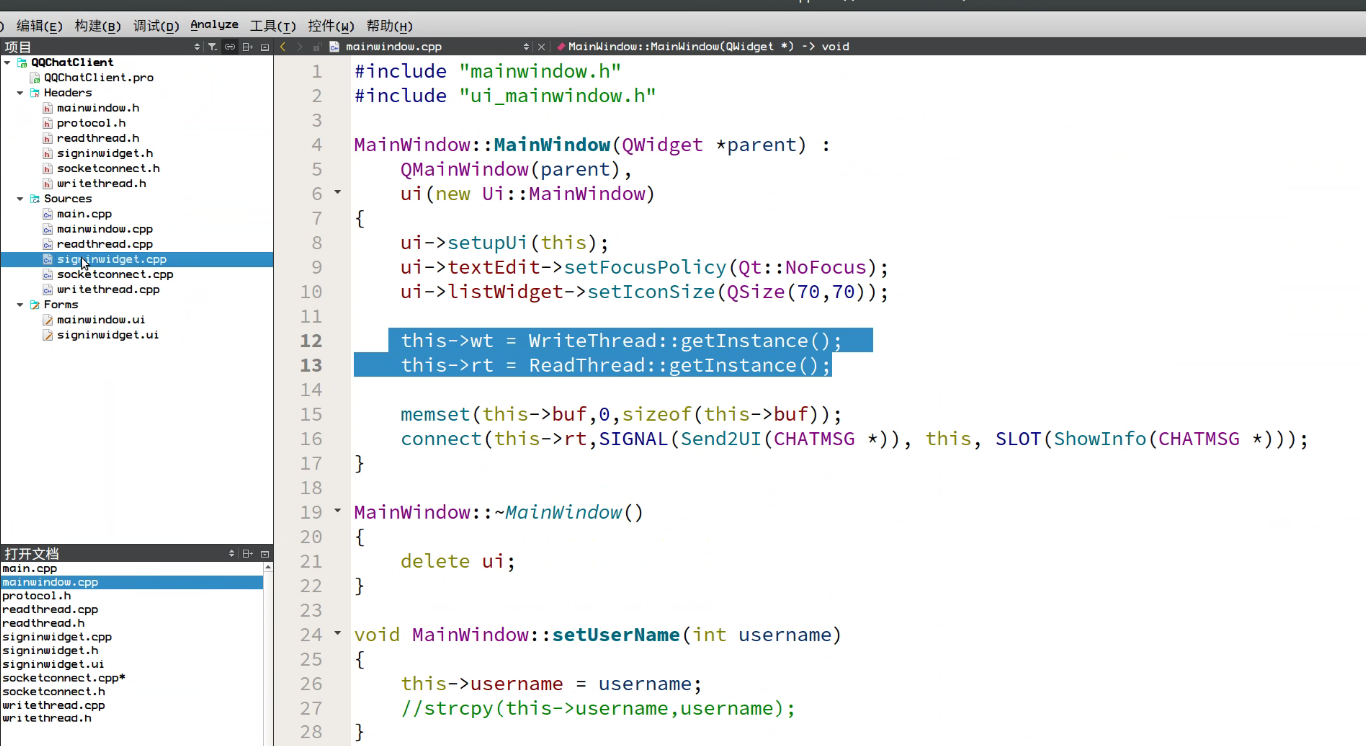 编辑(E) 构建(B) 调试(D) Analyze 工具(T) 控件(W) 帮助(H)
项目
mainwindow.cpp
MainWindow::MainWindow(QWidget *) -> void
QQChatClient
QQChatClient.pro
Headers
mainwindow.h
protocol.h
readthread.h
signinwidget.h
socketconnect.h
writethread.h
Sources
main.cpp
mainwindow.cpp
readthread.cpp
signinwidget.cpp
socketconnect.cpp
writethread.cpp
Forms
mainwindow.ui
signinwidget.ui
打开文档
main.cpp
mainwindow.cpp
protocol.h
readthread.cpp
readthread.h
signinwidget.cpp
signinwidget.h
signinwidget.ui
socketconnect.cpp*
socketconnect.h
writethread.cpp
writethread.h
1 #include "mainwindow.h"
2 #include "ui_mainwindow.h"
3
4 MainWindow::MainWindow(QWidget *parent) :
5     QMainWindow(parent),
6     ui(new Ui::MainWindow)
7 {
8     ui->setupUi(this);
9     ui->textEdit->setFocusPolicy(Qt::NoFocus);
10     ui->listWidget->setIconSize(QSize(70,70));
11
12     this->wt = WriteThread::getInstance();
13     this->rt = ReadThread::getInstance();
14
15     memset(this->buf,0,sizeof(this->buf));
16     connect(this->rt,SIGNAL(Send2UI(CHATMSG *)), this, SLOT(ShowInfo(CHATMSG *)));
17 }
18
19 MainWindow::~MainWindow()
20 {
21     delete ui;
22 }
23
24 void MainWindow::setUserName(int username)
25 {
26     this->username = username;
27     //strcpy(this->username,username);
28 }